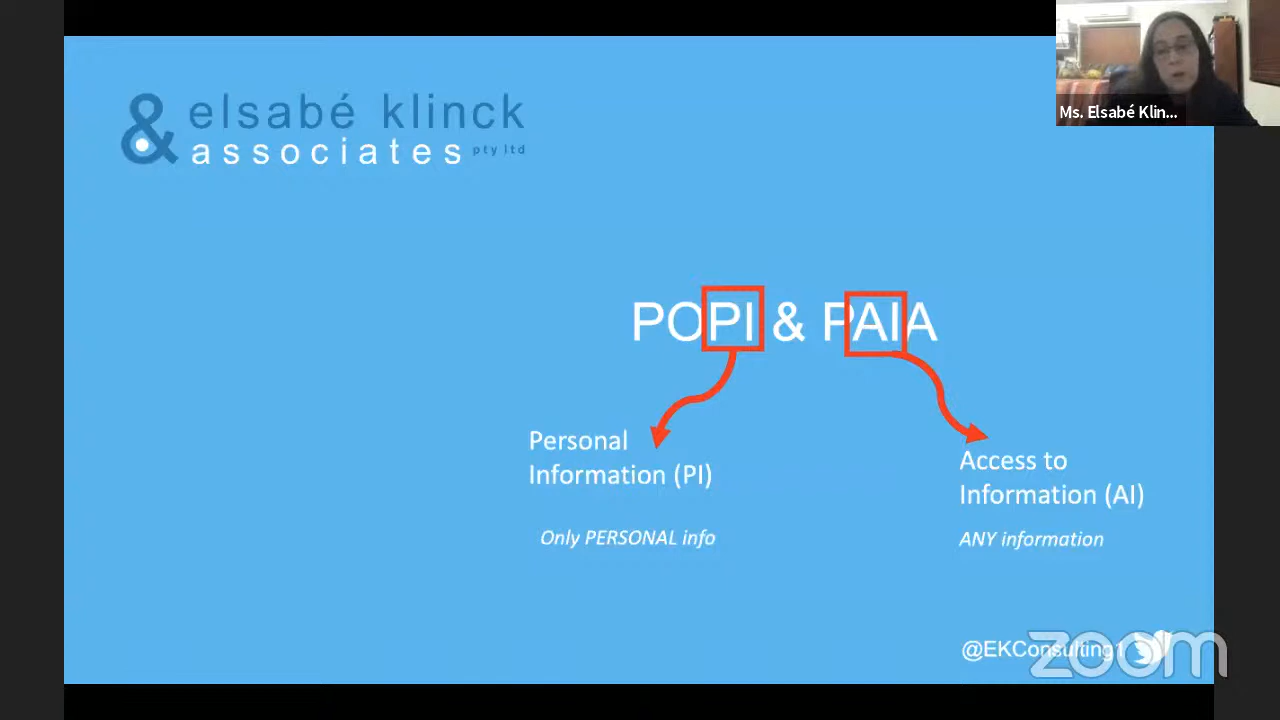 Ms. Elsabé Klin...
& elsabé klinck
associates pty ltd
POPI & PAIA
Personal
Information (PI)
Only PERSONAL info
Access to
Information (AI)
ANY information
@EKConsulting1
zoom